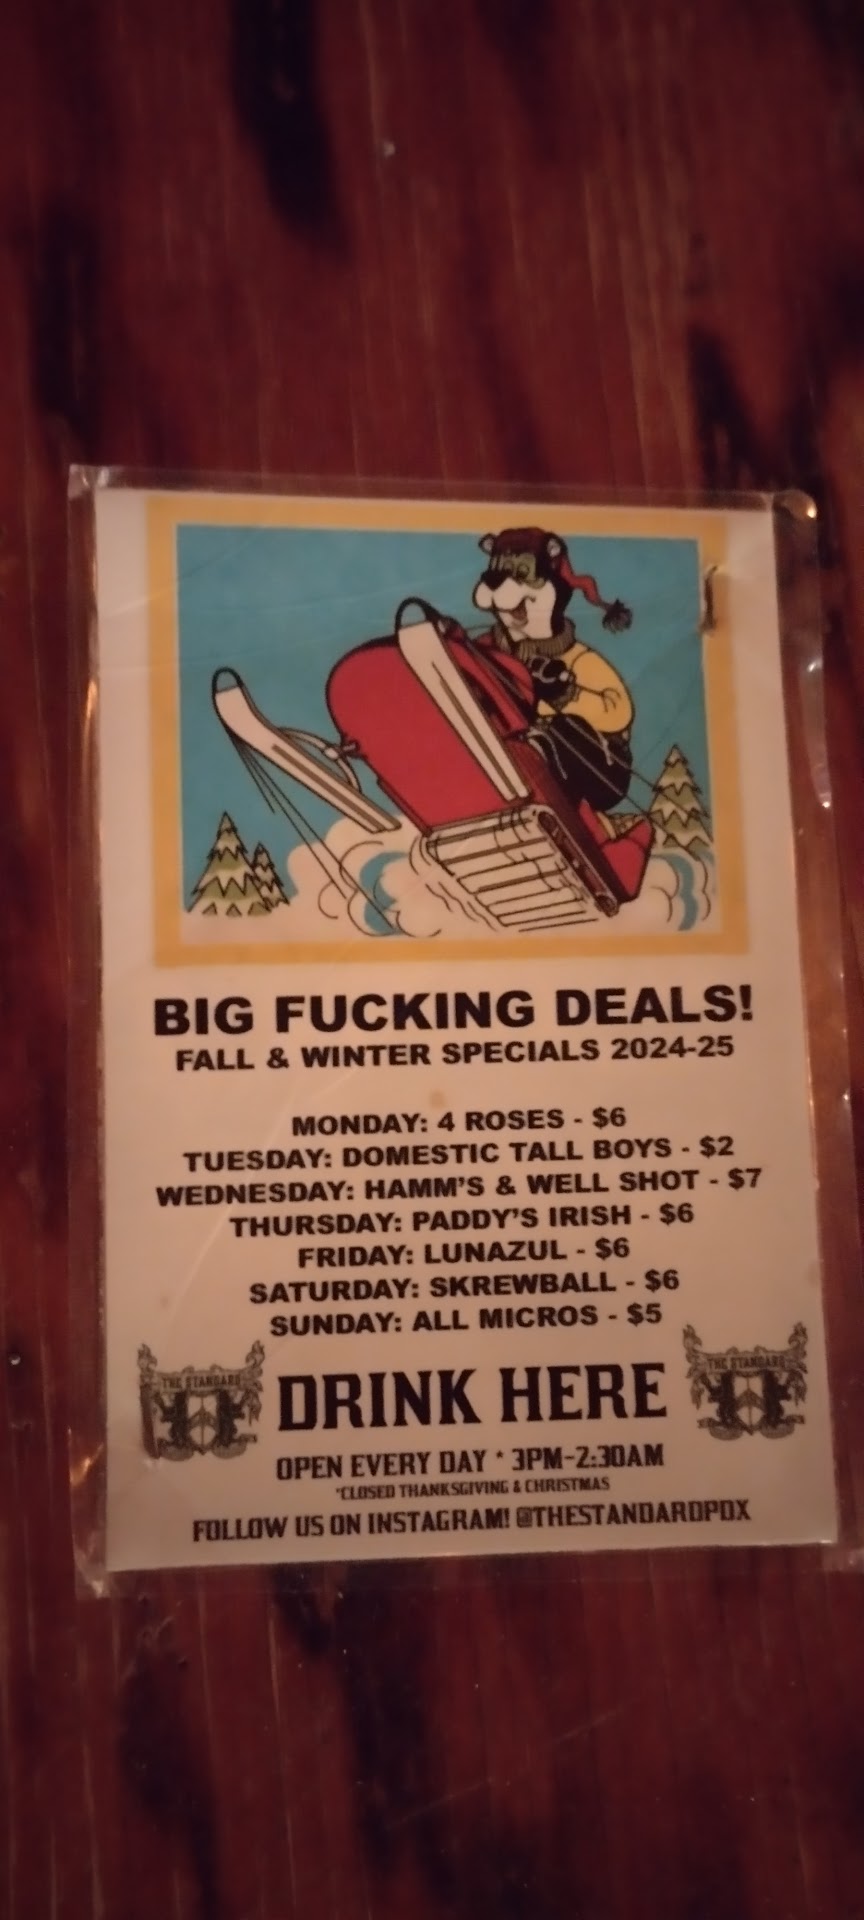 BIG FUCKING DEALS!
FALL & WINTER SPECIALS 2024-25
MONDAY: 4 ROSES - $6
TUESDAY: DOMESTIC TALL BOYS - $2
WEDNESDAY: HAMM'S & WELL SHOT - $7
THURSDAY: PADDY'S IRISH - $6
FRIDAY: LUNAZUL - $6
SATURDAY: SKREWBALL - $6
SUNDAY: ALL MICROS - $5
THE STANDARD
DRINK HERE
THE STANDARD
OPEN EVERY DAY * 3PM-2:30AM
*CLOSED THANKSGIVING & CHRISTMAS
FOLLOW US ON INSTAGRAM! @THESTANDARDPDX